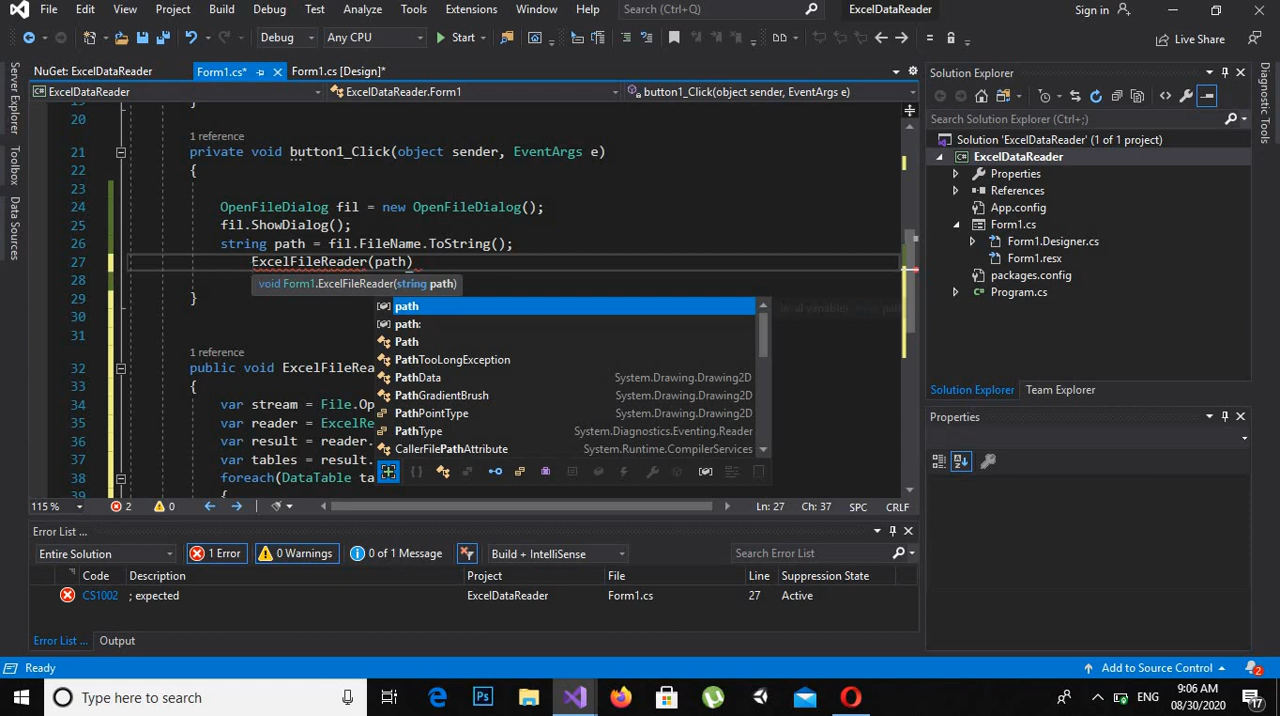 File Edit View Project Build Debug Test Analyze Tools Extensions Window Help Search (Ctrl+Q) ExcelDataReader Sign in
Debug Any CPU Start Live Share
NuGet: ExcelDataReader Form1.cs* Form1.cs [Design]*
ExcelDataReader ExcelDataReader.Form1 button1_Click(object sender, EventArgs e)
Server Explorer
Toolbox
Data Sources
20
1 reference
21 private void button1_Click(object sender, EventArgs e)
22 {
23
24 OpenFileDialog fil = new OpenFileDialog();
25 fil.ShowDialog();
26 string path = fil.FileName.ToString();
27 ExcelFileReader(path)
28 void Form1.ExcelFileReader(string path)
29 }
30
31
1 reference
32 public void ExcelFileRea
33 {
34 var stream = File.Op
35 var reader = ExcelRe
36 var result = reader.
37 var tables = result.
38 foreach(DataTable ta
39 {
path
path:
Path
PathTooLongException
PathData System.Drawing.Drawing2D
PathGradientBrush System.Drawing.Drawing2D
PathPointType System.Drawing.Drawing2D
PathType System.Diagnostics.Eventing.Reader
CallerFilePathAttribute System.Runtime.CompilerServices
115 % 2 0 Ln: 27 Ch: 37 SPC CRLF
Error List ...
Entire Solution 1 Error 0 Warnings 0 of 1 Message Build + IntelliSense Search Error List
Code Description Project File Line Suppression State
CS1002 ; expected ExcelDataReader Form1.cs 27 Active
Error List ... Output
Solution Explorer
Search Solution Explorer (Ctrl+;)
Solution 'ExcelDataReader' (1 of 1 project)
ExcelDataReader
Properties
References
App.config
Form1.cs
Form1.Designer.cs
Form1.resx
packages.config
Program.cs
Solution Explorer Team Explorer
Properties
Diagnostic Tools
Ready Add to Source Control 2
Type here to search Ps ENG 9:06 AM
08/30/2020 17